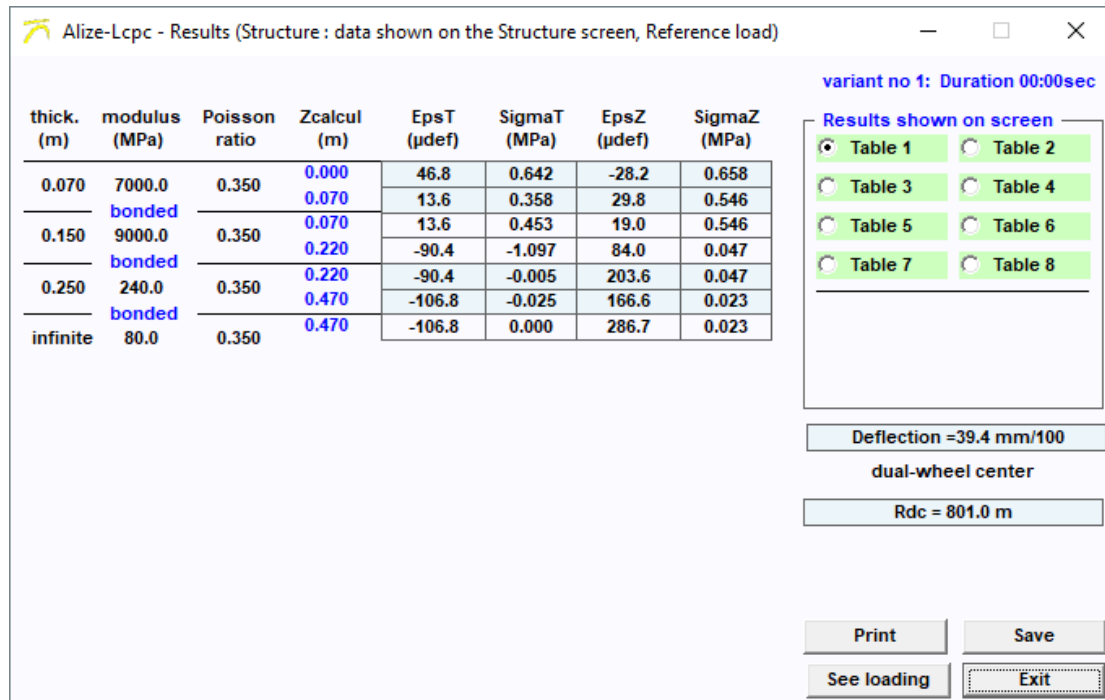 Alize-Lcpc - Results (Structure : data shown on the Structure screen, Reference load)
variant no 1: Duration 00:00sec
thick. modulus Poisson Zcalcul EpsT SigmaT EpsZ SigmaZ
(m) (MPa) ratio (m) (µdef) (MPa) (µdef) (MPa)
0.000 46.8 0.642 -28.2 0.658
0.070 7000.0 0.350
0.070 13.6 0.358 29.8 0.546
bonded
0.070 13.6 0.453 19.0 0.546
0.150 9000.0 0.350
0.220 -90.4 -1.097 84.0 0.047
bonded
0.220 -90.4 -0.005 203.6 0.047
0.250 240.0 0.350
0.470 -106.8 -0.025 166.6 0.023
bonded
0.470 -106.8 0.000 286.7 0.023
infinite 80.0 0.350
Results shown on screen
Table 1 Table 2
Table 3 Table 4
Table 5 Table 6
Table 7 Table 8
Deflection =39.4 mm/100
dual-wheel center
Rdc = 801.0 m
Print Save
See loading Exit